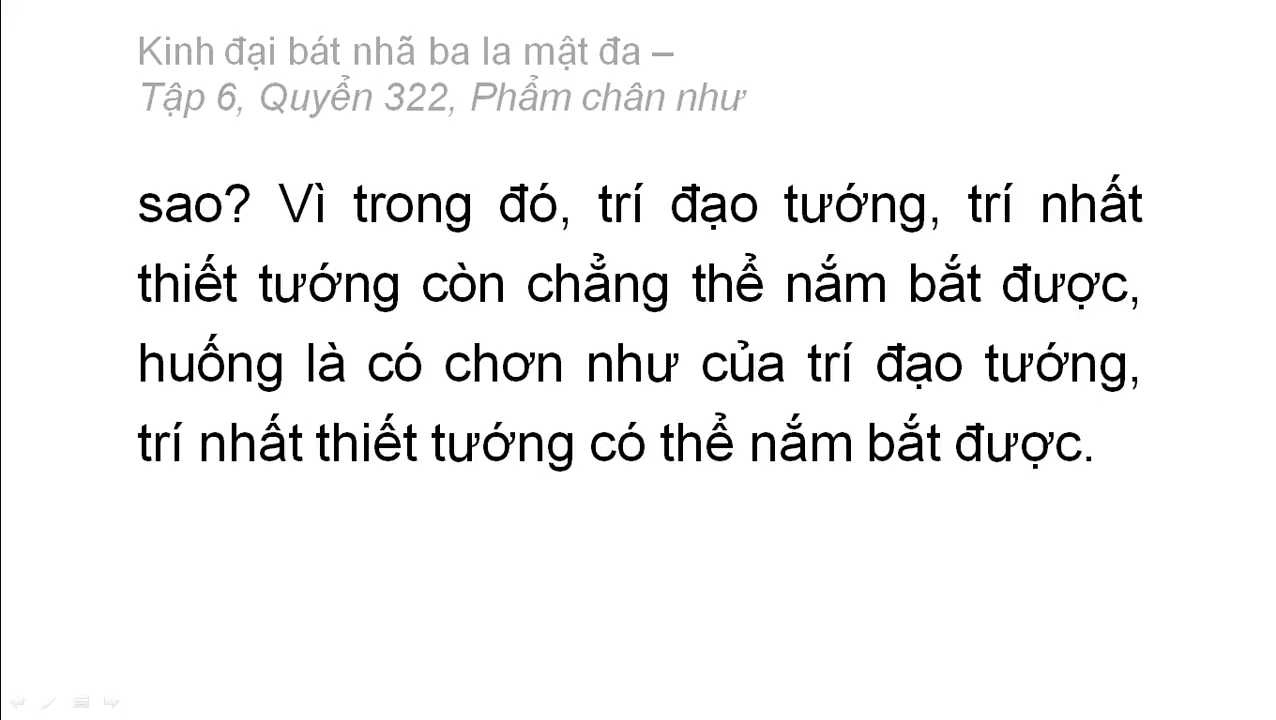 Kinh đại bát nhã ba la mật đa –
Tập 6, Quyển 322, Phẩm chân như
sao? Vì trong đó, trí đạo tướng, trí nhất
thiết tướng còn chẳng thể nắm bắt được,
huống là có chơn như của trí đạo tướng,
trí nhất thiết tướng có thể nắm bắt được.